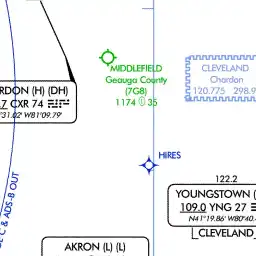 MIDDLEFIELD
Geauga County
(7G8)
1174 35
CLEVELAND
Chardon
120.775 298.9
RDON (H) (DH)
.7 CXR 74
°31.02' W81°09.79'
HIRES
122.2
YOUNGSTOWN (
109.0 YNG 27
N41°19.86' W80°40.
CLEVELAND
AKRON (L) (L)
C & ADS-B OUT